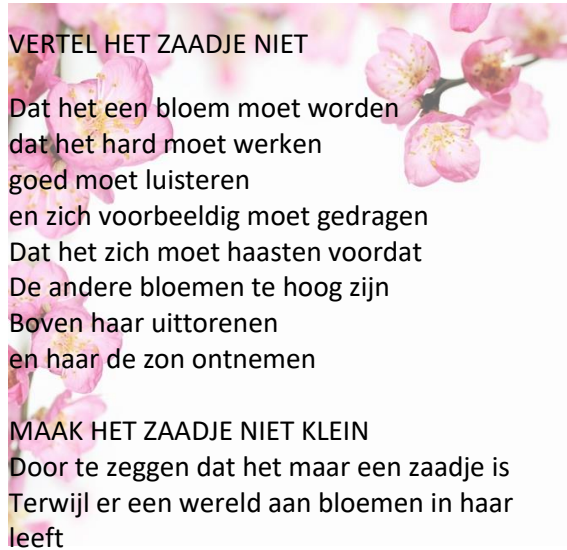 VERTEL HET ZAADJE NIET
Dat het een bloem moet worden
dat het hard moet werken
goed moet luisteren
en zich voorbeeldig moet gedragen
Dat het zich moet haasten voordat
De andere bloemen te hoog zijn
Boven haar uittorenen
en haar de zon ontnemen
MAAK HET ZAADJE NIET KLEIN
Door te zeggen dat het maar een zaadje is
Terwijl er een wereld aan bloemen in haar
leeft